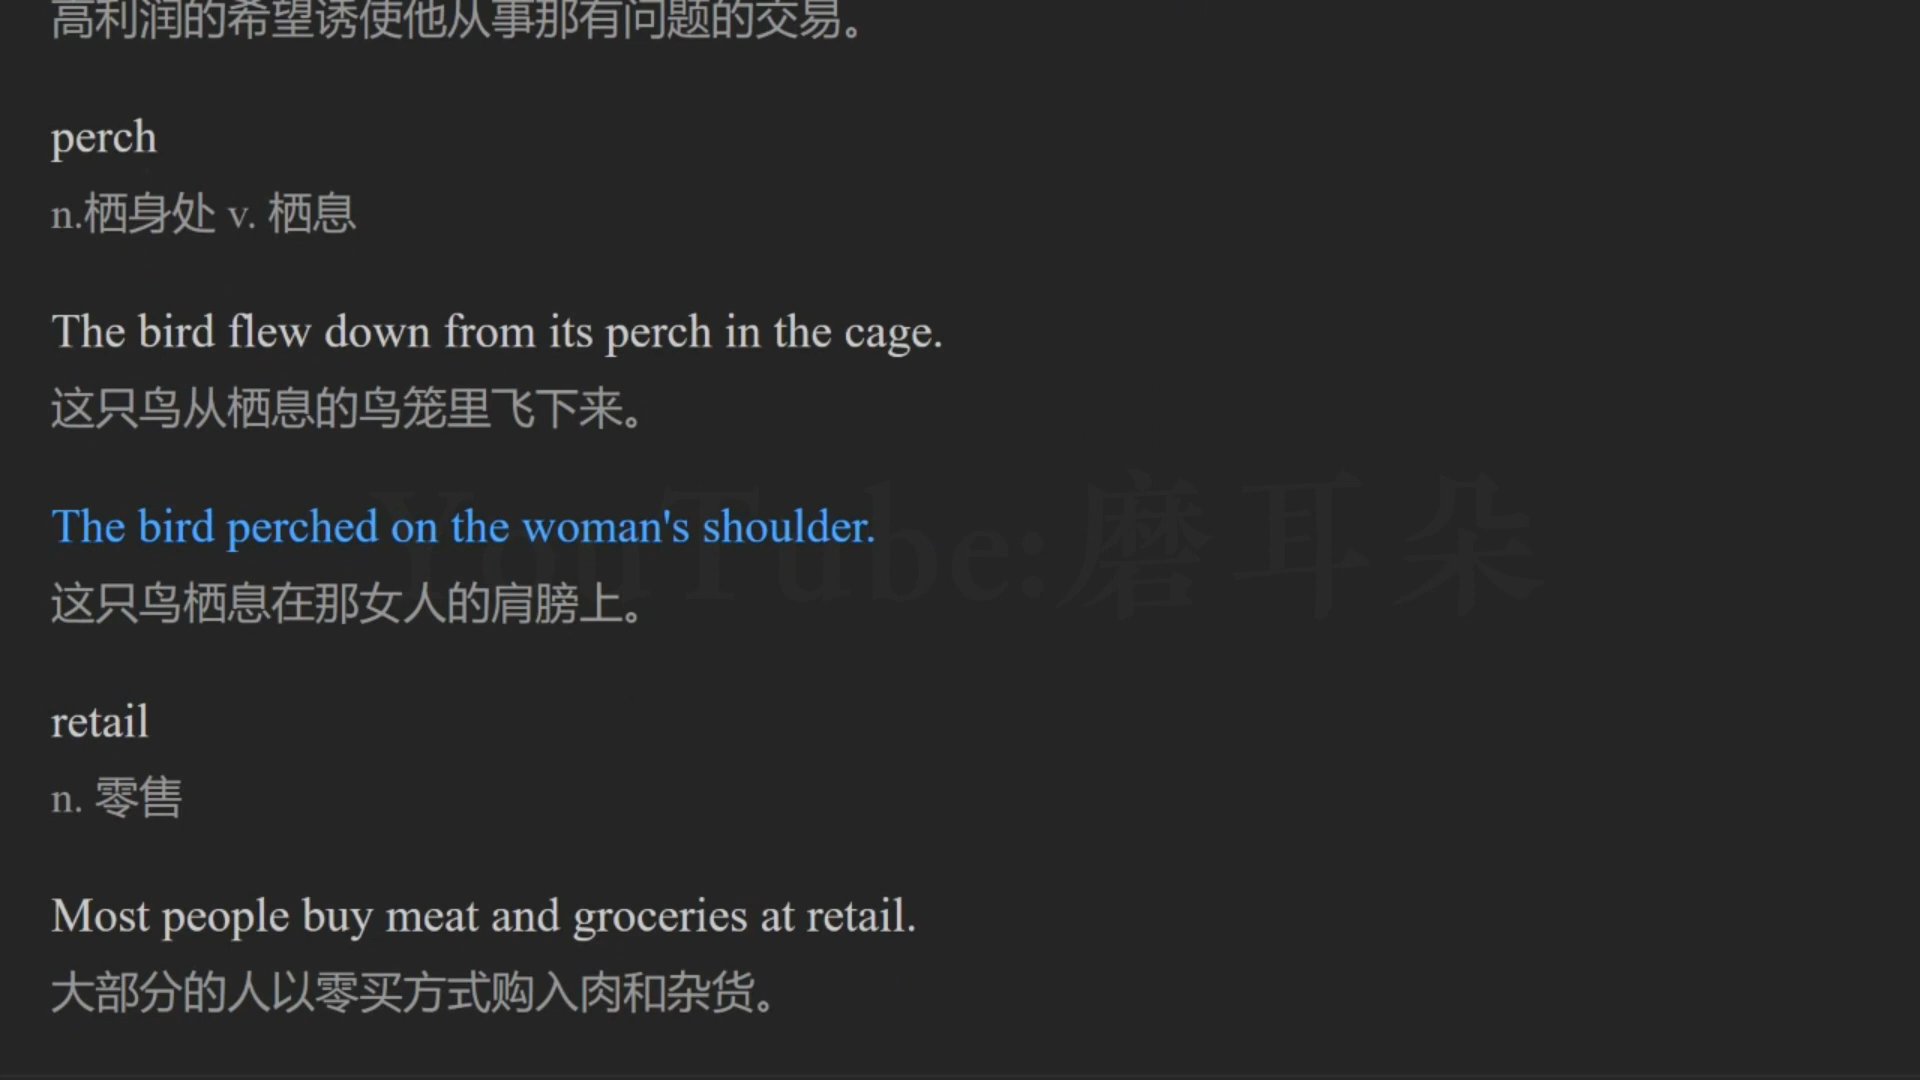 高利润的希望诱使他从事那有问题的交易。
perch
n.栖身处 v. 栖息
The bird flew down from its perch in the cage.
这只鸟从栖息的鸟笼里飞下来。
The bird perched on the woman's shoulder.
这只鸟栖息在那女人的肩膀上。
YouTube:磨耳朵
retail
n. 零售
Most people buy meat and groceries at retail.
大部分的人以零买方式购入肉和杂货。